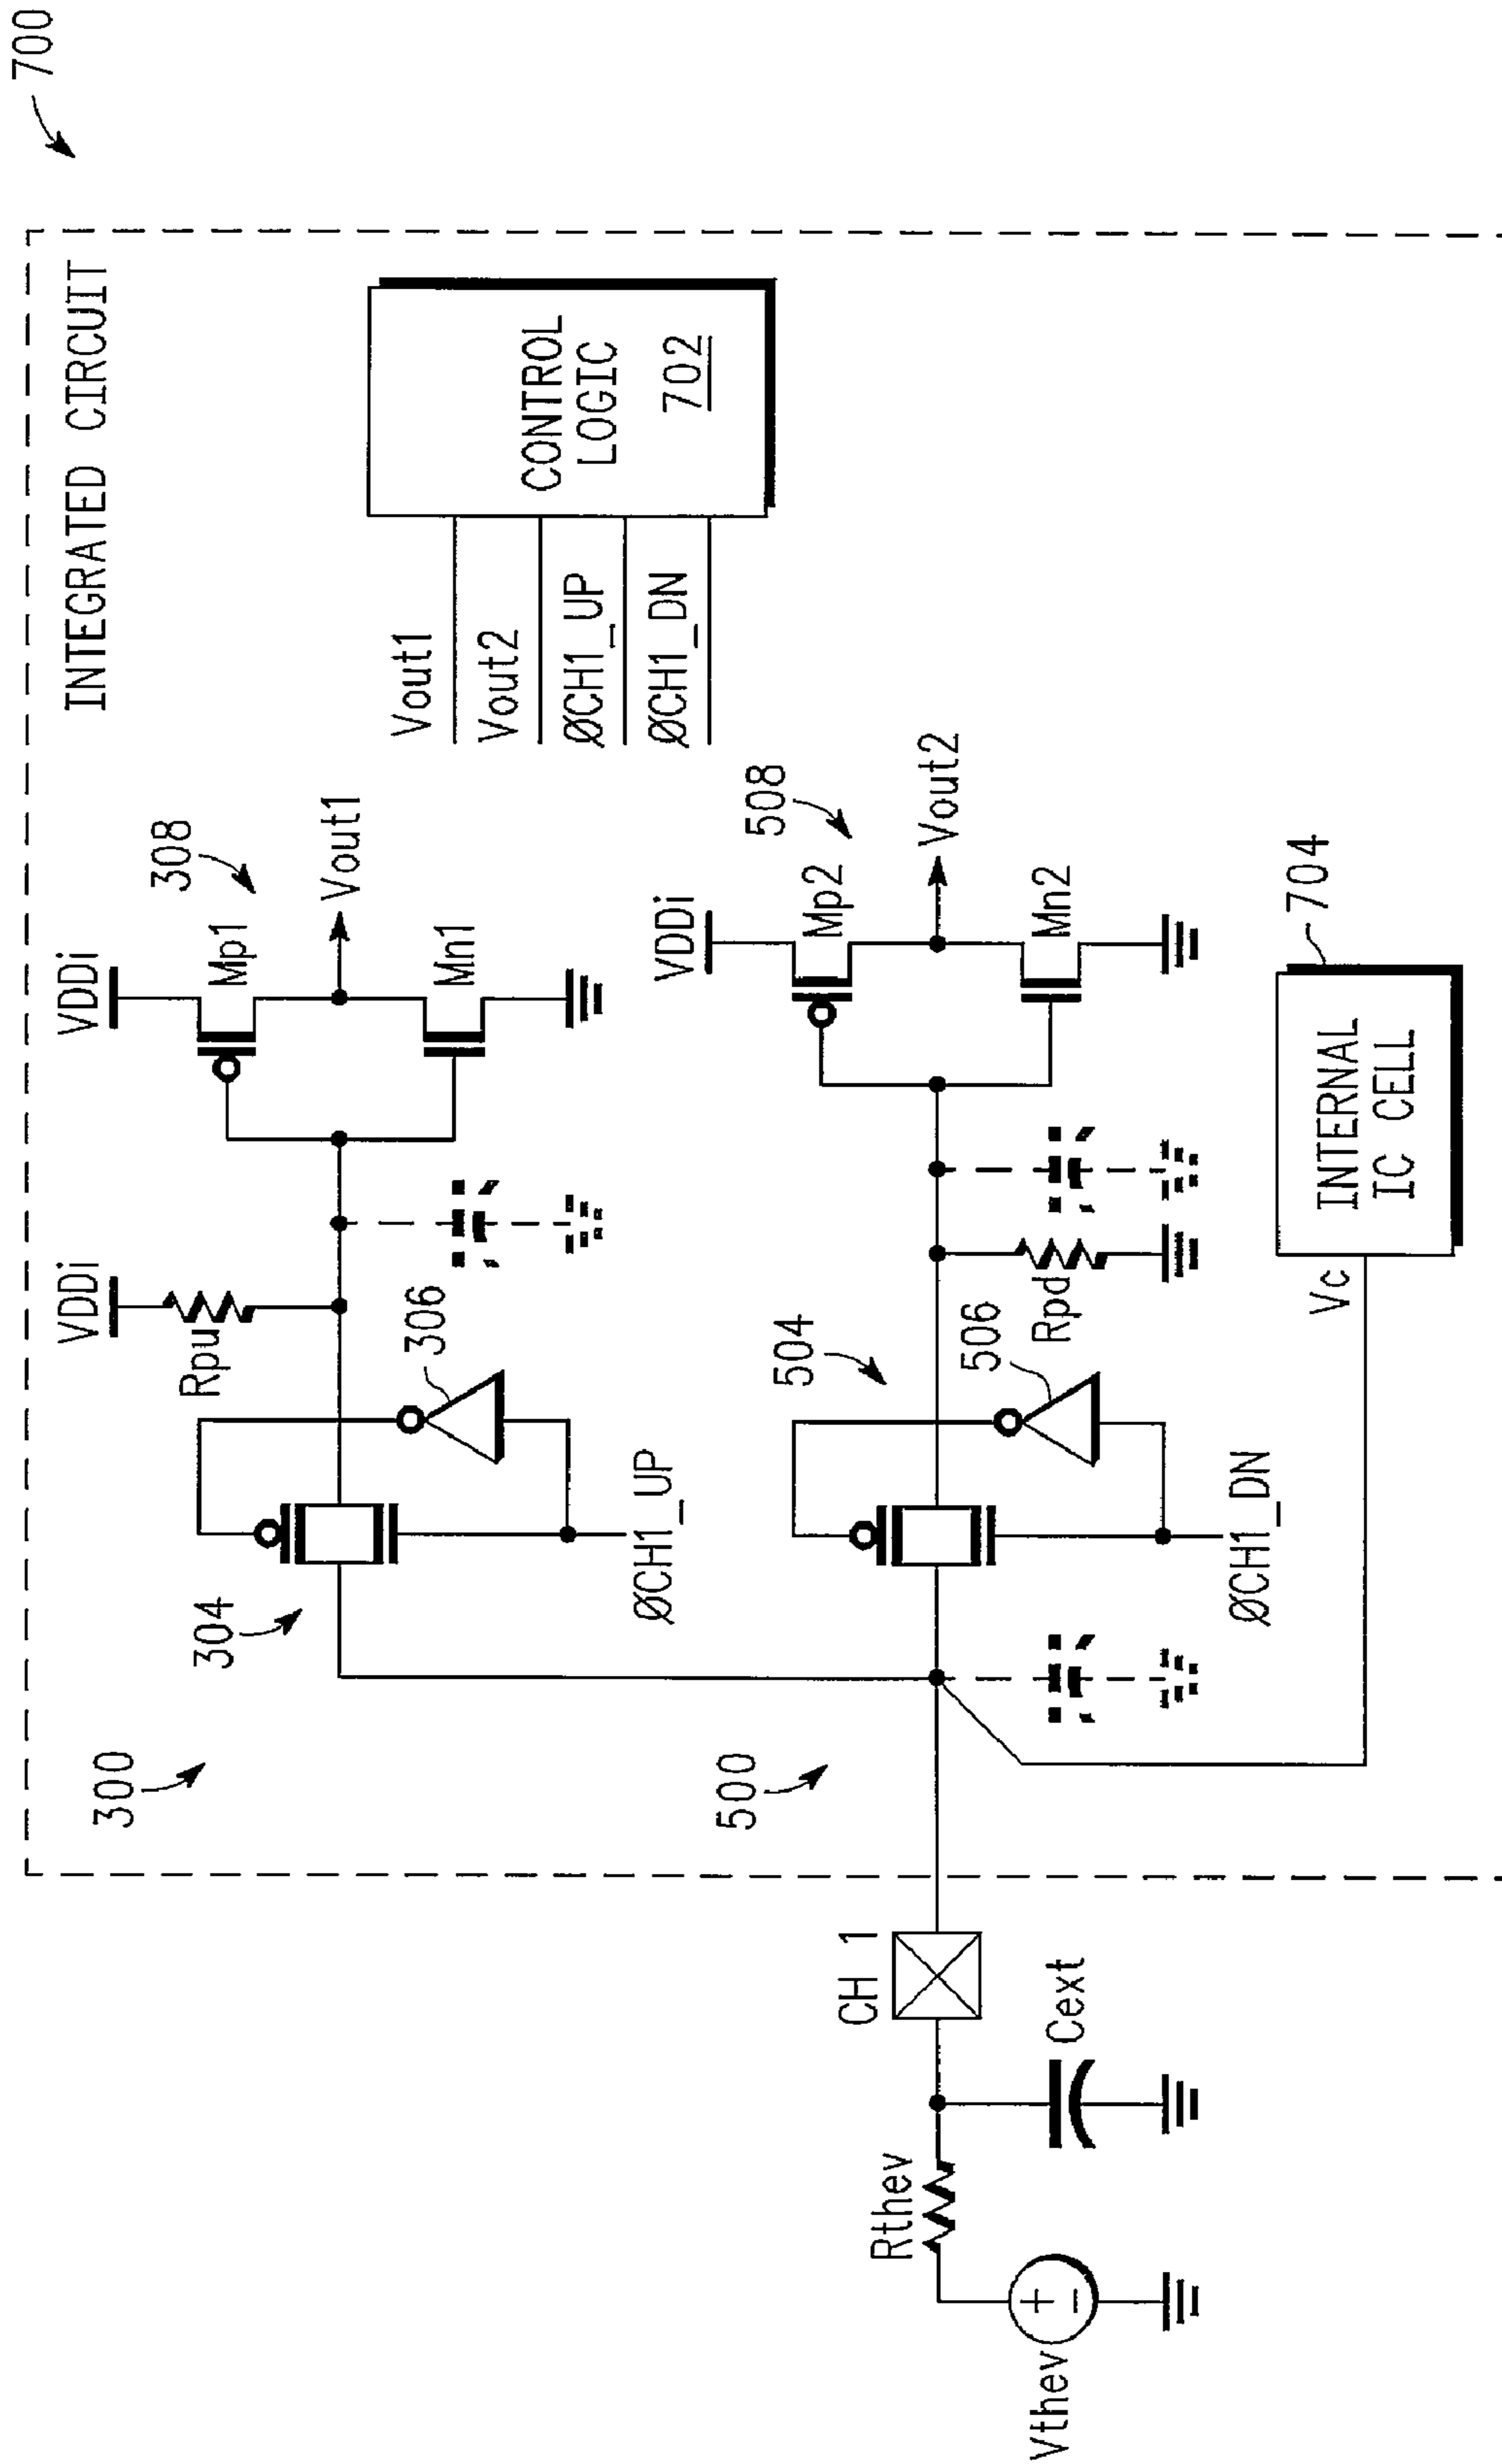 700
INTEGRATED CIRCUIT
300
304
VDDi
Rpu
306
ØCH1_UP
VDDi
Mp1
308
Vout1
Mn1
Vout1
Vout2
ØCH1_UP
ØCH1_DN
CONTROL
LOGIC
702
500
504
506
ØCH1_DN
Rpd
VDDi
Mp2
508
Vout2
Mn2
CH 1
Rthev
Cext
Vthev
+
−
Vc
INTERNAL
IC CELL
704